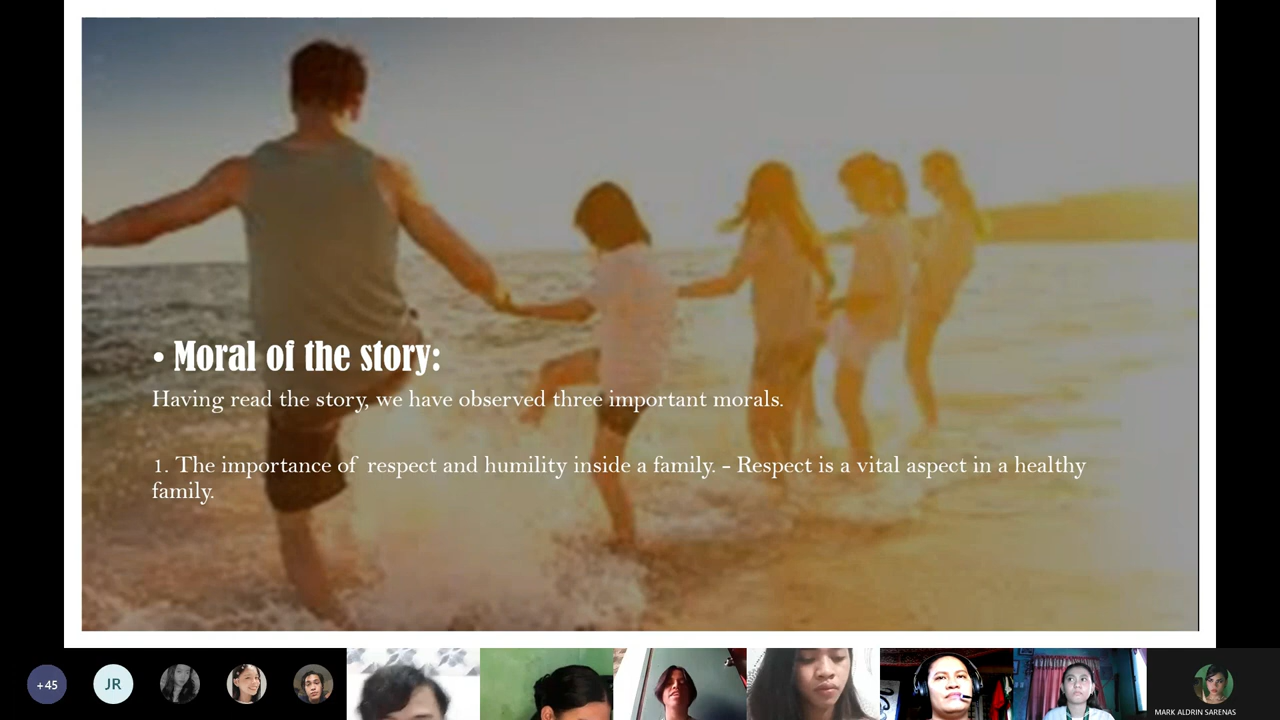 • Moral of the story:
Having read the story, we have observed three important morals.
1. The importance of respect and humility inside a family. - Respect is a vital aspect in a healthy
family.
+45
JR
MARK ALDRIN SARENAS